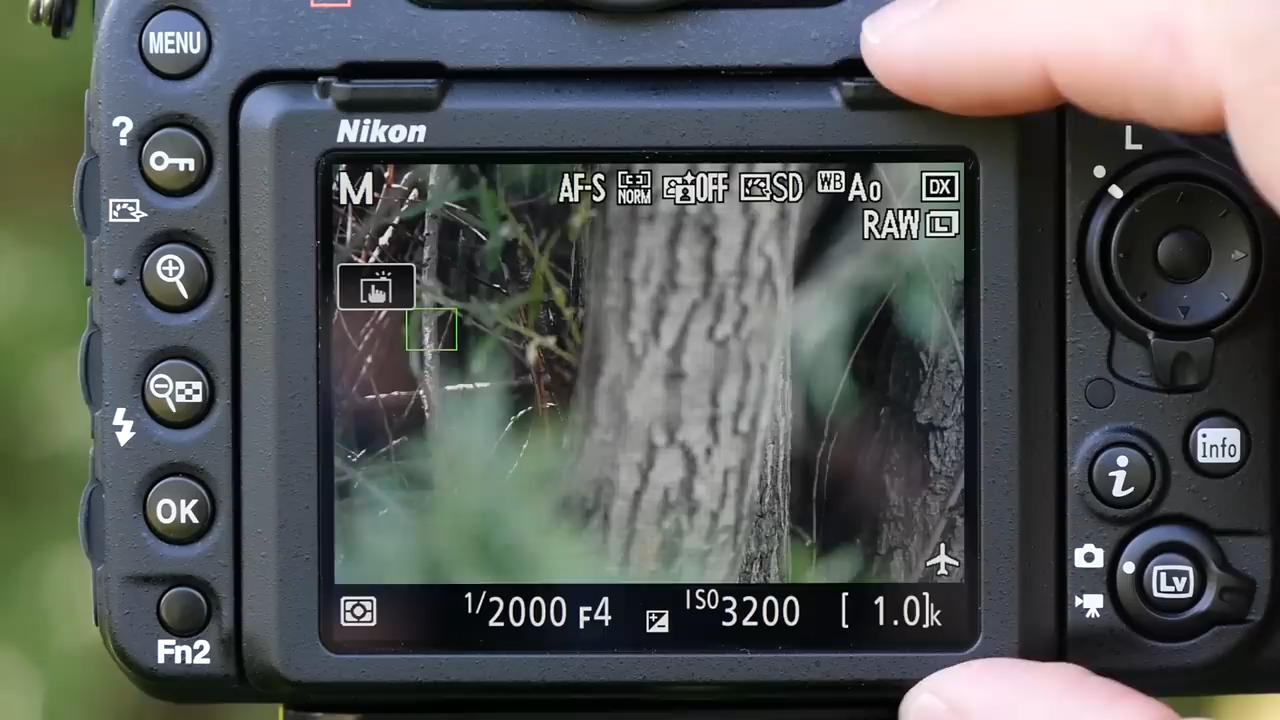 MENU
?
Nikon
L
M AF-S NORM OFF SD WB A0 DX
RAW L
OK
info
i
Lv
1/2000 F4 ISO 3200 [ 1.0]k
Fn2